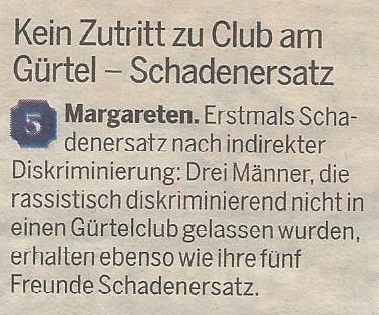 Kein Zutritt zu Club am
Gürtel – Schadenersatz
5 Margareten. Erstmals Scha-
denersatz nach indirekter
Diskriminierung: Drei Männer, die
rassistisch diskriminierend nicht in
einen Gürtelclub gelassen wurden,
erhalten ebenso wie ihre fünf
Freunde Schadenersatz.